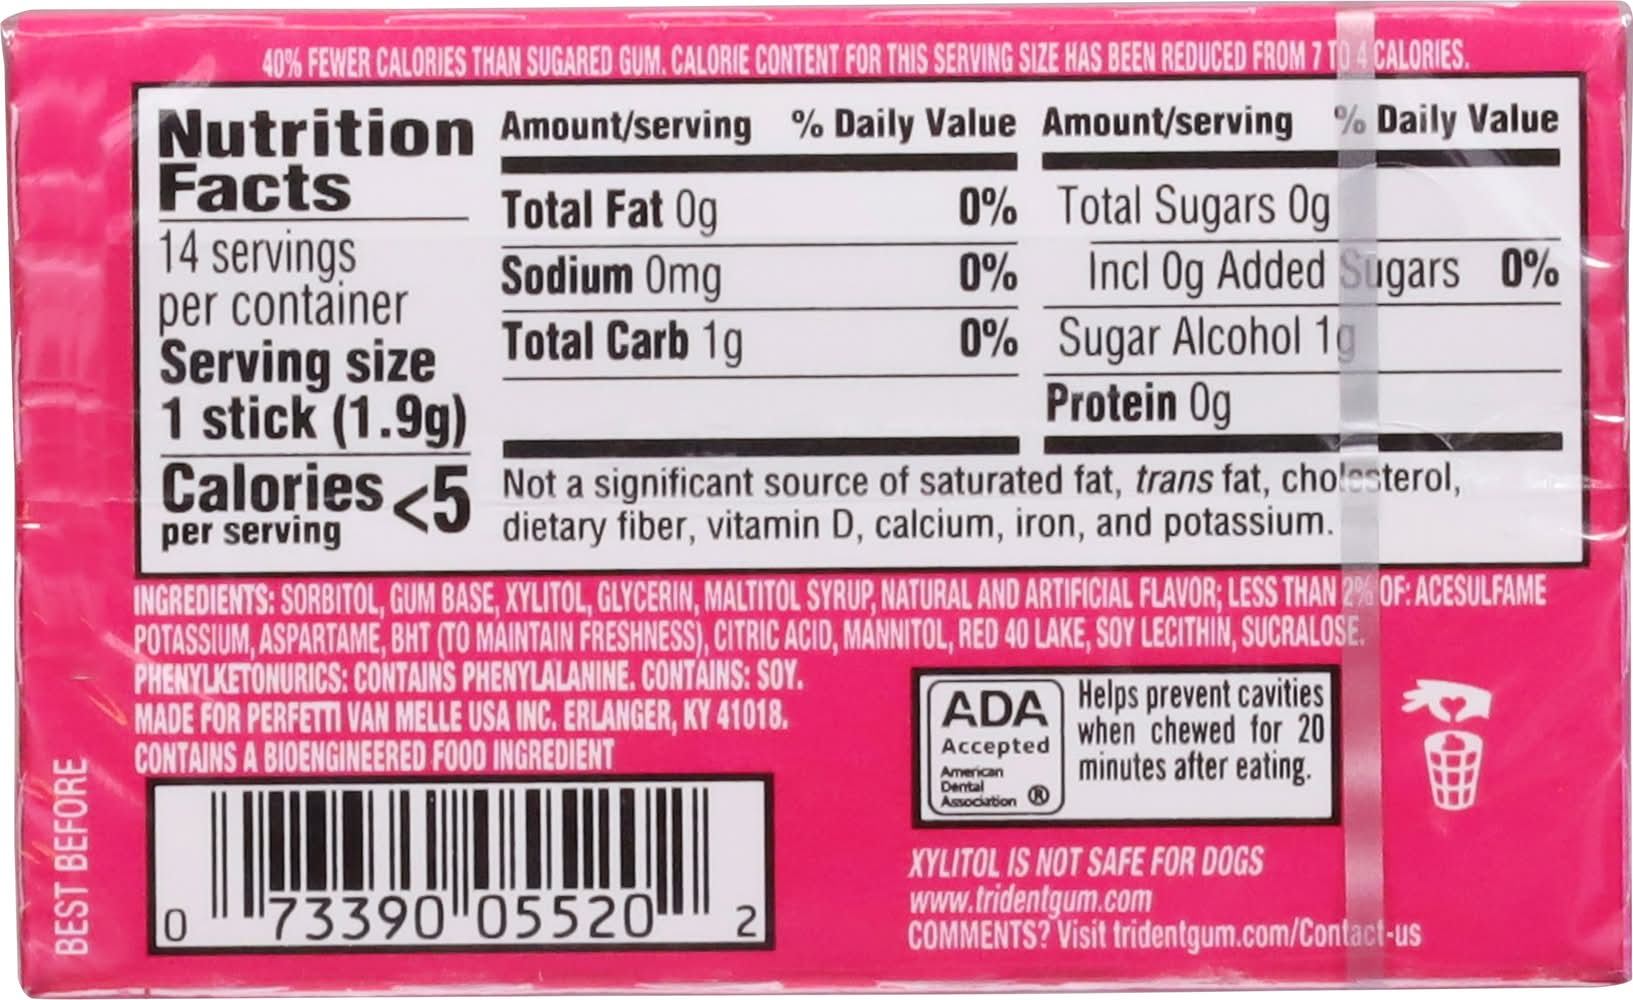 40% FEWER CALORIES THAN SUGARED GUM. CALORIE CONTENT FOR THIS SERVING SIZE HAS BEEN REDUCED FROM 7 TO 4 CALORIES.
Nutrition
Facts
14 servings
per container
Serving size
1 stick (1.9g)
Calories <5
per serving
Amount/serving % Daily Value
Total Fat 0g 0%
Sodium 0mg 0%
Total Carb 1g 0%
Amount/serving % Daily Value
Total Sugars 0g
Incl 0g Added Sugars 0%
Sugar Alcohol 1g
Protein 0g
Not a significant source of saturated fat, trans fat, cholesterol,
dietary fiber, vitamin D, calcium, iron, and potassium.
INGREDIENTS: SORBITOL, GUM BASE, XYLITOL, GLYCERIN, MALTITOL SYRUP, NATURAL AND ARTIFICIAL FLAVOR; LESS THAN 2% OF: ACESULFAME
POTASSIUM, ASPARTAME, BHT (TO MAINTAIN FRESHNESS), CITRIC ACID, MANNITOL, RED 40 LAKE, SOY LECITHIN, SUCRALOSE.
PHENYLKETONURICS: CONTAINS PHENYLALANINE. CONTAINS: SOY.
MADE FOR PERFETTI VAN MELLE USA INC. ERLANGER, KY 41018.
CONTAINS A BIOENGINEERED FOOD INGREDIENT
BEST BEFORE
0 73390 05520 2
ADA
Accepted
American
Dental
Association ®
Helps prevent cavities
when chewed for 20
minutes after eating.
XYLITOL IS NOT SAFE FOR DOGS
www.tridentgum.com
COMMENTS? Visit tridentgum.com/Contact-us